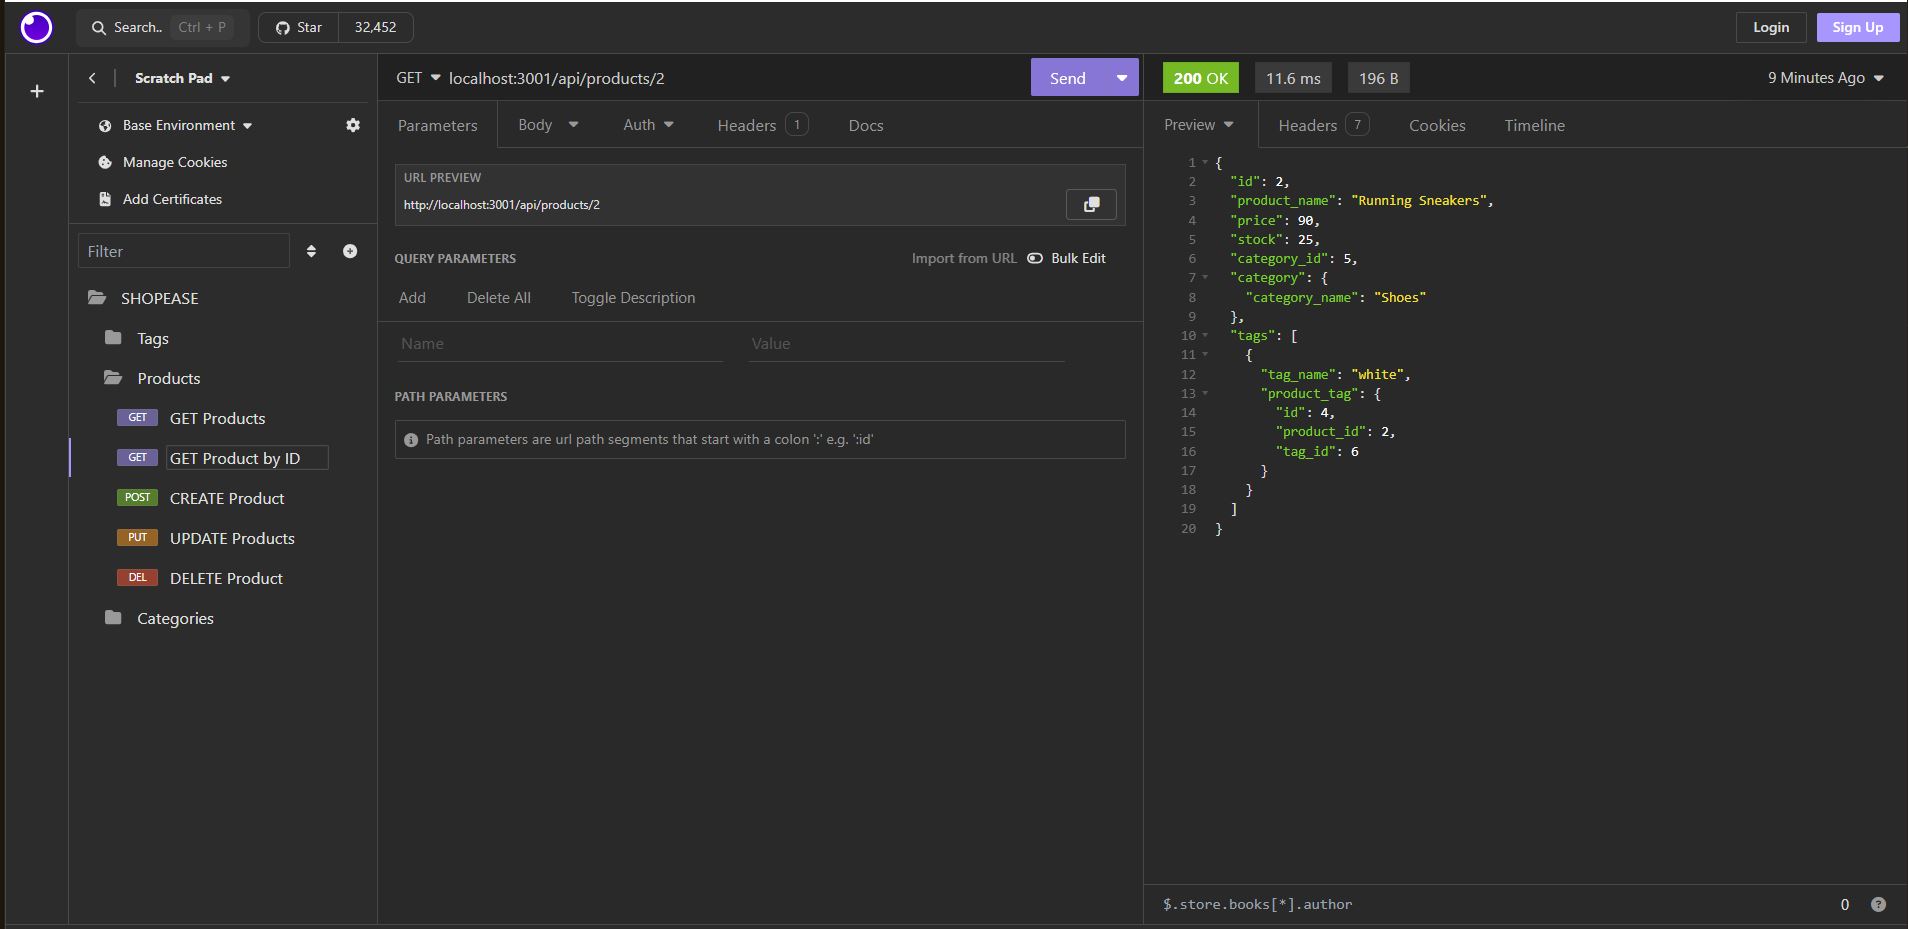 Search.. Ctrl + P Star 32,452 Login Sign Up
Scratch Pad
Base Environment
Manage Cookies
Add Certificates
Filter
SHOPEASE
Tags
Products
GET GET Products
GET GET Product by ID
POST CREATE Product
PUT UPDATE Products
DEL DELETE Product
Categories
GET localhost:3001/api/products/2 Send
Parameters Body Auth Headers 1 Docs
URL PREVIEW
http://localhost:3001/api/products/2
QUERY PARAMETERS Import from URL Bulk Edit
Add Delete All Toggle Description
Name Value
PATH PARAMETERS
Path parameters are url path segments that start with a colon ':' e.g. ':id'
200 OK 11.6 ms 196 B 9 Minutes Ago
Preview Headers 7 Cookies Timeline
1 {
2 "id": 2,
3 "product_name": "Running Sneakers",
4 "price": 90,
5 "stock": 25,
6 "category_id": 5,
7 "category": {
8 "category_name": "Shoes"
9 },
10 "tags": [
11 {
12 "tag_name": "white",
13 "product_tag": {
14 "id": 4,
15 "product_id": 2,
16 "tag_id": 6
17 }
18 }
19 ]
20 }
$.store.books[*].author 0 ?